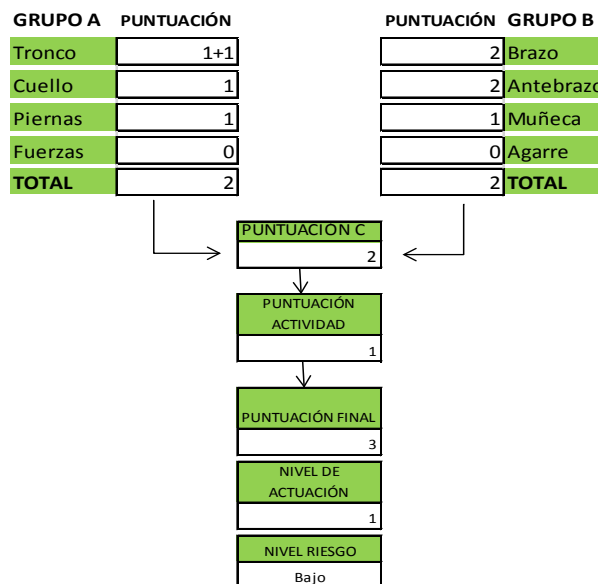 GRUPO A PUNTUACIÓN PUNTUACIÓN GRUPO B
Tronco 1+1 2 Brazo
Cuello 1 2 Antebrazo
Piernas 1 1 Muñeca
Fuerzas 0 0 Agarre
TOTAL 2 2 TOTAL
PUNTUACION C
2
PUNTUACIÓN
ACTIVIDAD
1
PUNTUACIÓN FINAL
3
NIVEL DE
ACTUACIÓN
1
NIVEL RIESGO
Bajo